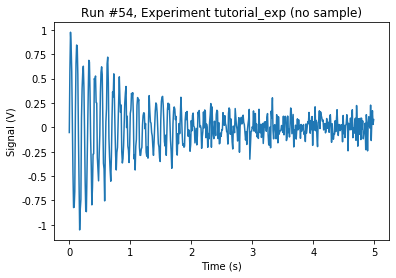 Run #54, Experiment tutorial_exp (no sample)
1
0.75
0.5
0.25
0
-0.25
-0.5
-0.75
-1
Signal (V)
0 1 2 3 4 5
Time (s)